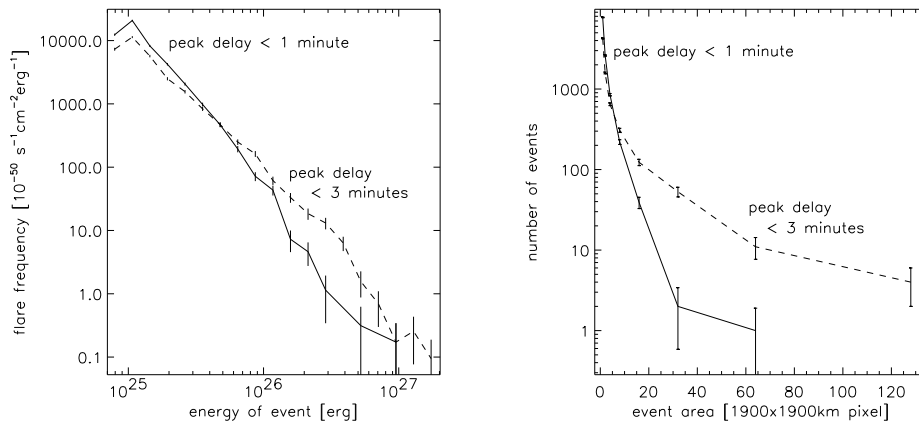 10000.0
1000.0
100.0
10.0
1.0
0.1
flare frequency [10⁻⁵⁰ s⁻¹cm⁻²erg⁻¹]
peak delay < 1 minute
peak delay
< 3 minutes
10²⁵
10²⁶
10²⁷
energy of event [erg]
1000
100
10
1
number of events
peak delay < 1 minute
peak delay
< 3 minutes
0
20
40
60
80
100
120
event area [1900x1900km pixel]